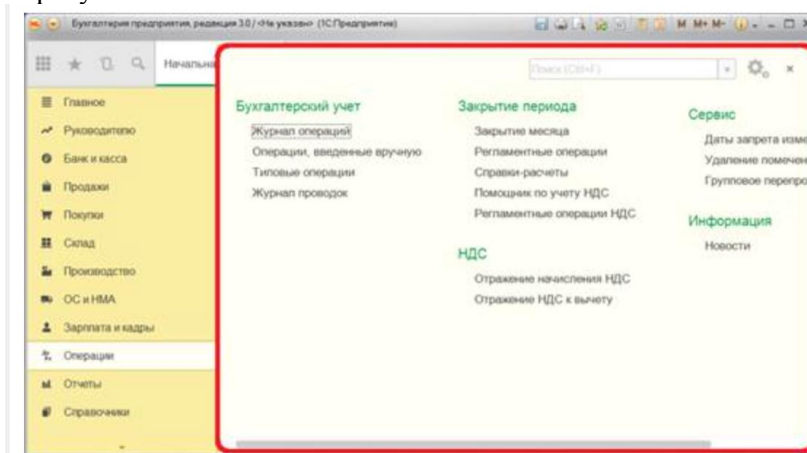 Бухгалтерия предприятия, редакция 3.0 / <Не указано> (1С:Предприятие)
M M+ M-
Начальна
Поиск (Ctrl+F)
Главное
Руководителю
Банк и касса
Продажи
Покупки
Склад
Производство
ОС и НМА
Зарплата и кадры
Операции
Отчеты
Справочники
Бухгалтерский учет
Журнал операций
Операции, введенные вручную
Типовые операции
Журнал проводок
Закрытие периода
Закрытие месяца
Регламентные операции
Справки-расчеты
Помощник по учету НДС
Регламентные операции НДС
НДС
Отражение начисления НДС
Отражение НДС к вычету
Сервис
Даты запрета изме
Удаление помечен
Групповое перепро
Информация
Новости